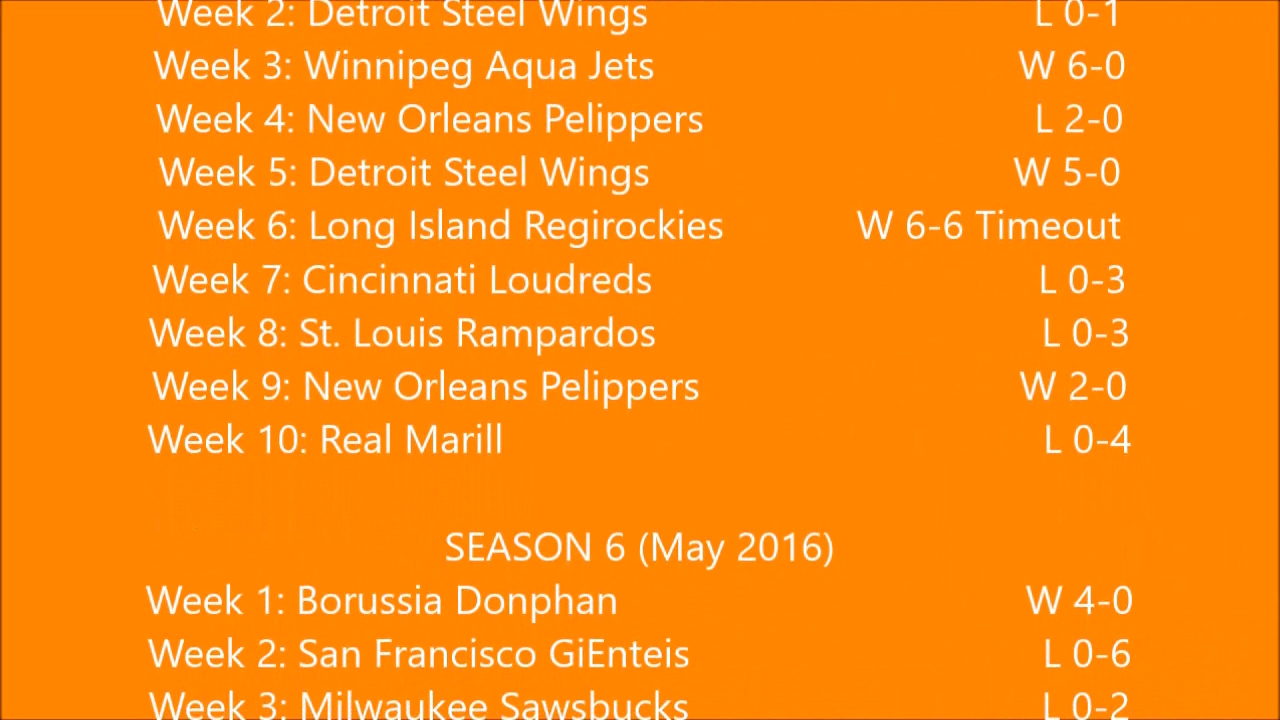 Week 2: Detroit Steel Wings L 0-1
Week 3: Winnipeg Aqua Jets W 6-0
Week 4: New Orleans Pelippers L 2-0
Week 5: Detroit Steel Wings W 5-0
Week 6: Long Island Regirockies W 6-6 Timeout
Week 7: Cincinnati Loudreds L 0-3
Week 8: St. Louis Rampardos L 0-3
Week 9: New Orleans Pelippers W 2-0
Week 10: Real Marill L 0-4
SEASON 6 (May 2016)
Week 1: Borussia Donphan W 4-0
Week 2: San Francisco GiEnteis L 0-6
Week 3: Milwaukee Sawsbucks L 0-2